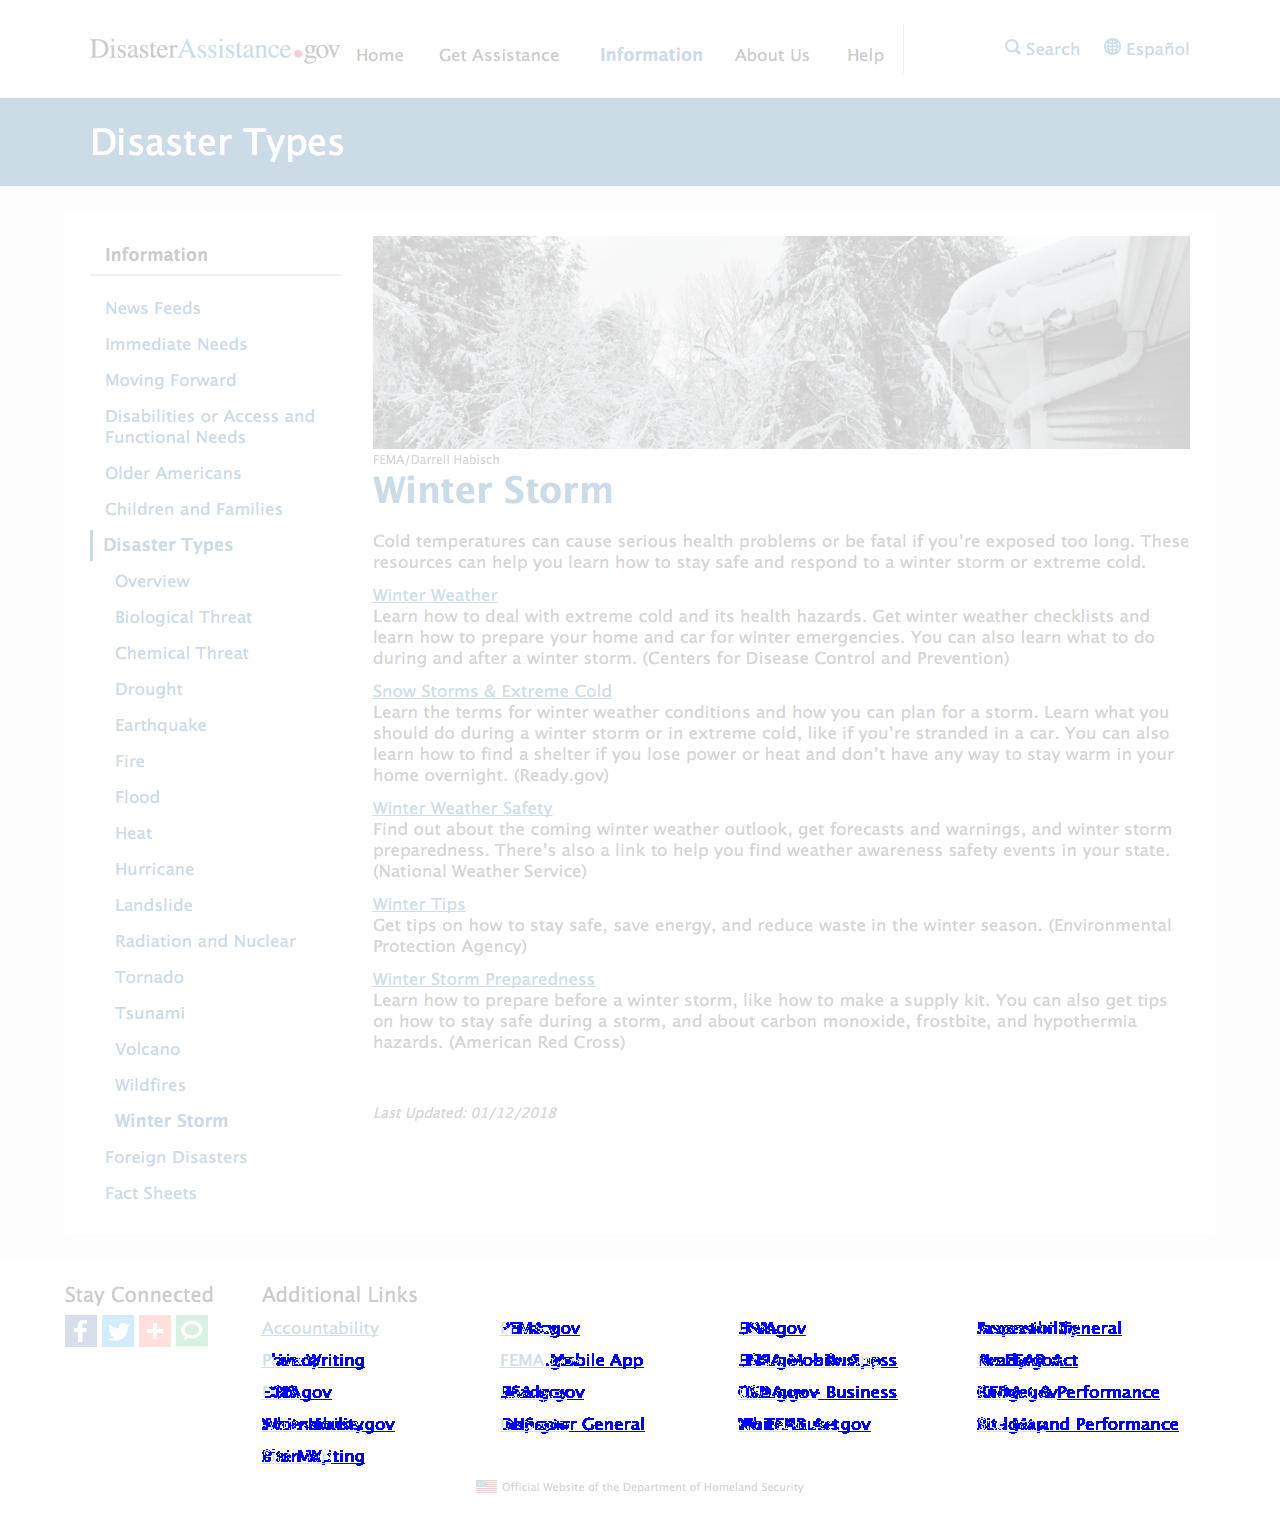 DisasterAssistance.gov
Home
Get Assistance
Information
About Us
Help
Search
Español
Disaster Types
Information
News Feeds
Immediate Needs
Moving Forward
Disabilities or Access and
Functional Needs
Older Americans
Children and Families
Disaster Types
Overview
Biological Threat
Chemical Threat
Drought
Earthquake
Fire
Flood
Heat
Hurricane
Landslide
Radiation and Nuclear
Tornado
Tsunami
Volcano
Wildfires
Winter Storm
Foreign Disasters
Fact Sheets
FEMA/Darrell Habisch
Winter Storm
Cold temperatures can cause serious health problems or be fatal if you’re exposed too long. These
resources can help you learn how to stay safe and respond to a winter storm or extreme cold.
Winter Weather
Learn how to deal with extreme cold and its health hazards. Get winter weather checklists and
learn how to prepare your home and car for winter emergencies. You can also learn what to do
during and after a winter storm. (Centers for Disease Control and Prevention)
Snow Storms & Extreme Cold
Learn the terms for winter weather conditions and how you can plan for a storm. Learn what you
should do during a winter storm or in extreme cold, like if you’re stranded in a car. You can also
learn how to find a shelter if you lose power or heat and don’t have any way to stay warm in your
home overnight. (Ready.gov)
Winter Weather Safety
Find out about the coming winter weather outlook, get forecasts and warnings, and winter storm
preparedness. There’s also a link to help you find weather awareness safety events in your state.
(National Weather Service)
Winter Tips
Get tips on how to stay safe, save energy, and reduce waste in the winter season. (Environmental
Protection Agency)
Winter Storm Preparedness
Learn how to prepare before a winter storm, like how to make a supply kit. You can also get tips
on how to stay safe during a storm, and about carbon monoxide, frostbite, and hypothermia
hazards. (American Red Cross)
Last Updated: 01/12/2018
Stay Connected
Additional Links
Accountability
Writing
FEMA Mobile App
Business
Act
Business
Performance
General
and Performance
Official Website of the Department of Homeland Security